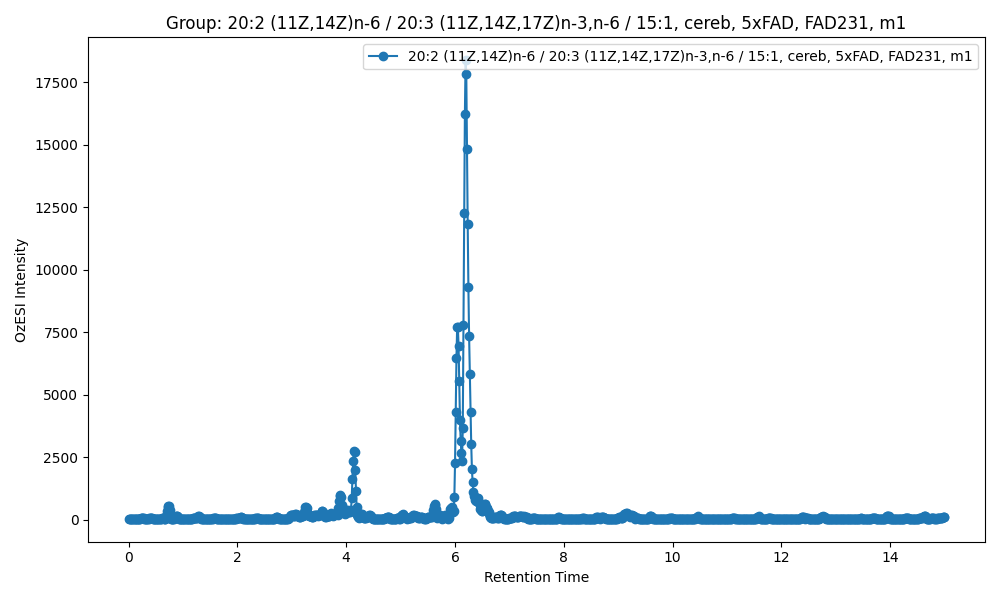 Group: 20:2 (11Z,14Z)n-6 / 20:3 (11Z,14Z,17Z)n-3,n-6 / 15:1, cereb, 5xFAD, FAD231, m1
20:2 (11Z,14Z)n-6 / 20:3 (11Z,14Z,17Z)n-3,n-6 / 15:1, cereb, 5xFAD, FAD231, m1
OzESI Intensity
17500
15000
12500
10000
7500
5000
2500
0
0 2 4 6 8 10 12 14
Retention Time